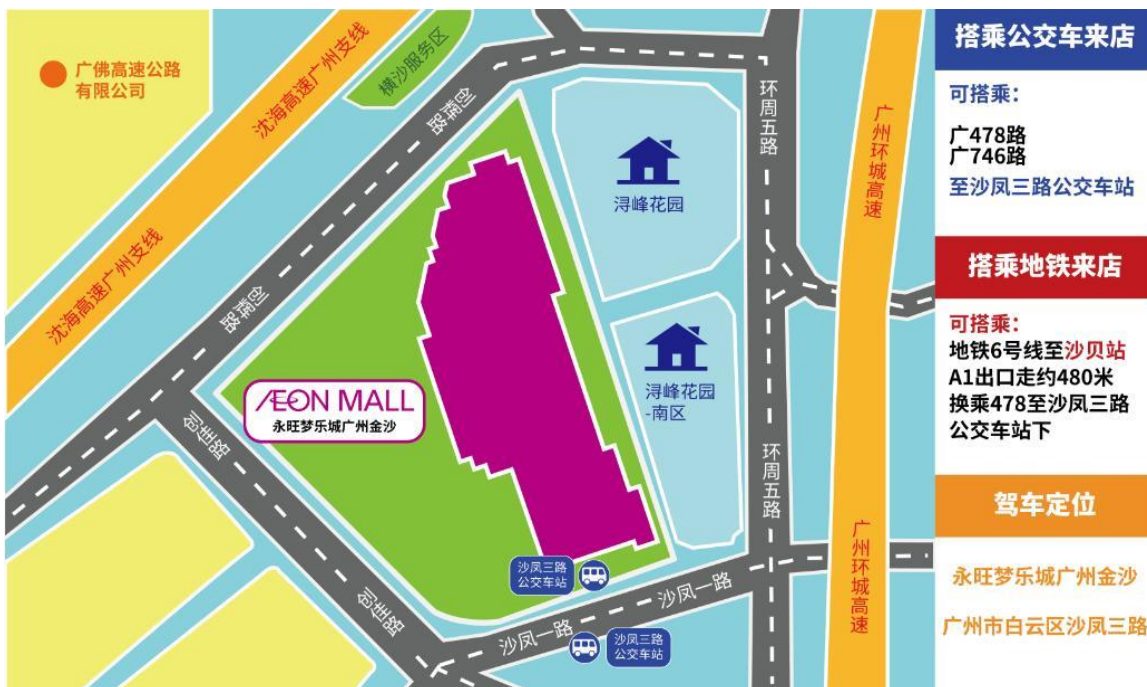 广佛高速公路
有限公司
沈海高速广州支线
横沙服务区
沈海高速广州支线
创辉路
创辉路
环周五路
广州环城高速
浔峰花园
浔峰花园
-南区
ÆON MALL
永旺梦乐城广州金沙
创佳路
创佳路
环周五路
广州环城高速
沙凤三路
公交车站
沙凤一路
沙凤一路
沙凤三路
公交车站
搭乘公交车来店
可搭乘：
广478路
广746路
至沙凤三路公交车站
搭乘地铁来店
可搭乘：
地铁6号线至沙贝站
A1出口走约480米
换乘478至沙凤三路
公交车站下
驾车定位
永旺梦乐城广州金沙
广州市白云区沙凤三路